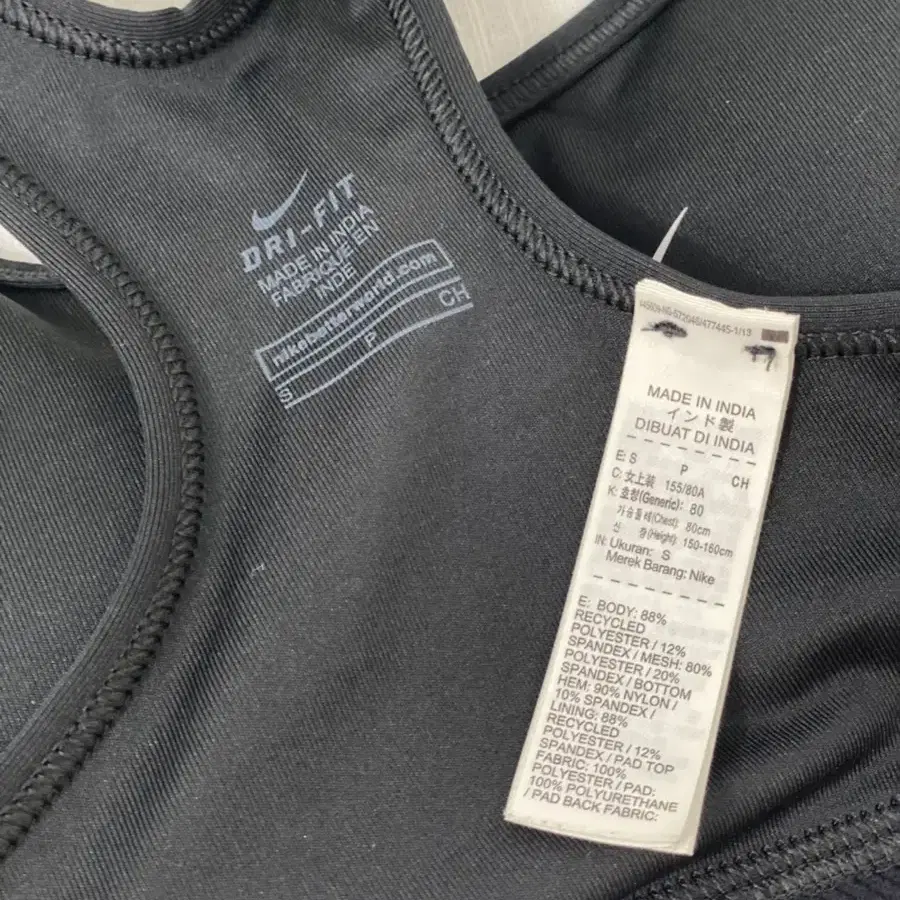 DRI-FIT
MADE IN INDIA
FABRIQUE EN
INDE
nikebetterworld.com
S P CH
MADE IN INDIA
インド製
DIBUAT DI INDIA
E: S P CH
C: 女上装 155/80A
K: 호칭(Generic): 80
가슴둘레(Chest): 80cm
신 장(Height): 150-160cm
IN: Ukuran: S
Merek Barang: Nike
E: BODY: 88%
RECYCLED
POLYESTER / 12%
SPANDEX / MESH: 80%
POLYESTER / 20%
SPANDEX / BOTTOM
HEM: 90% NYLON /
10% SPANDEX /
LINING: 88%
RECYCLED
POLYESTER / 12%
SPANDEX / PAD TOP
FABRIC: 100%
POLYESTER / PAD:
100% POLYURETHANE
/ PAD BACK FABRIC: